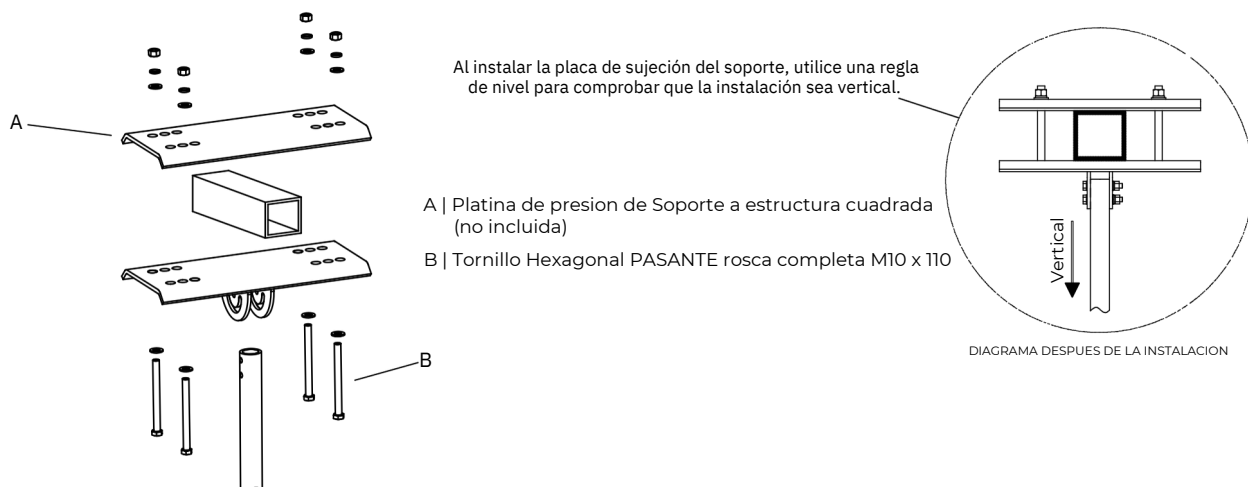 Al instalar la placa de sujeción del soporte, utilice una regla
de nivel para comprobar que la instalación sea vertical.
A
A | Platina de presion de Soporte a estructura cuadrada
(no incluida)
B | Tornillo Hexagonal PASANTE rosca completa M10 x 110
Vertical
DIAGRAMA DESPUES DE LA INSTALACION
B